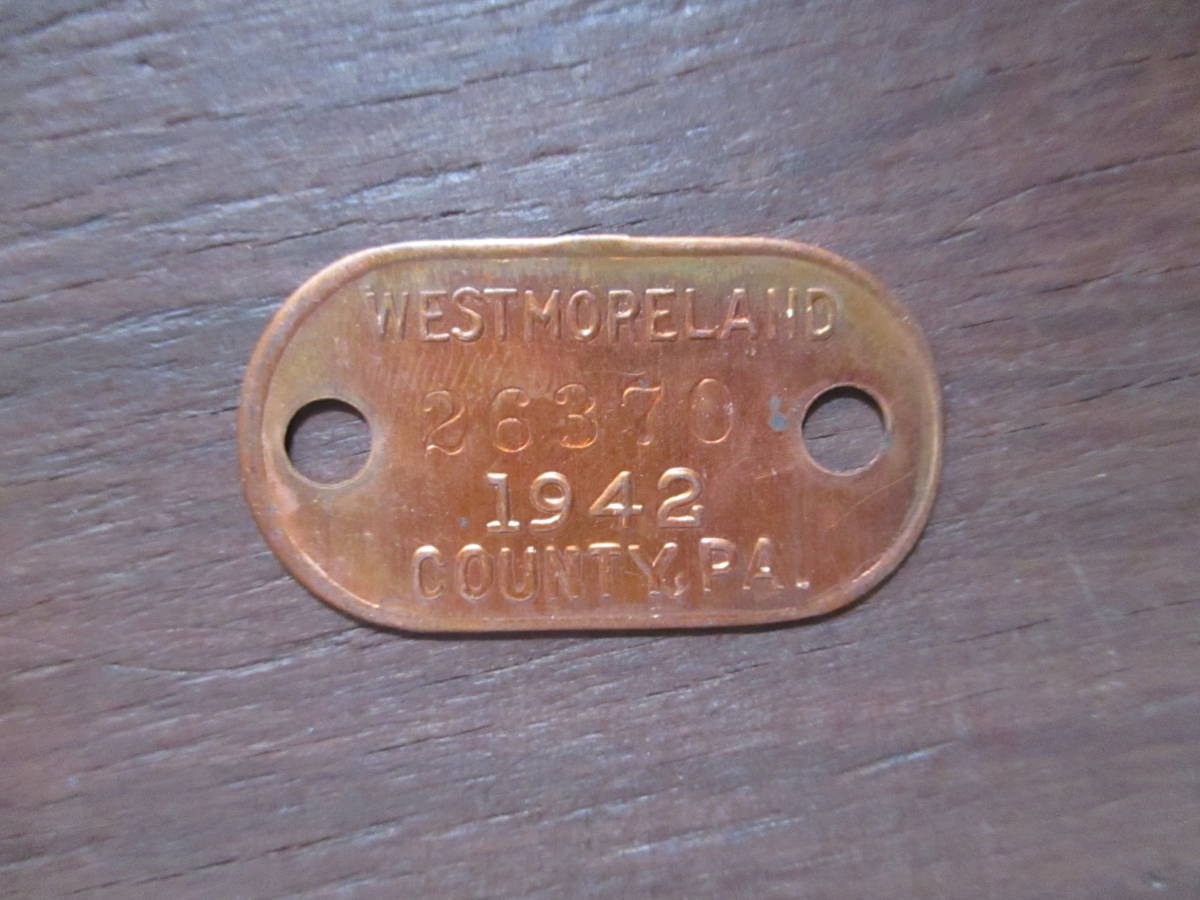 WESTMORELAND
26370
1942
COUNTY, PA.